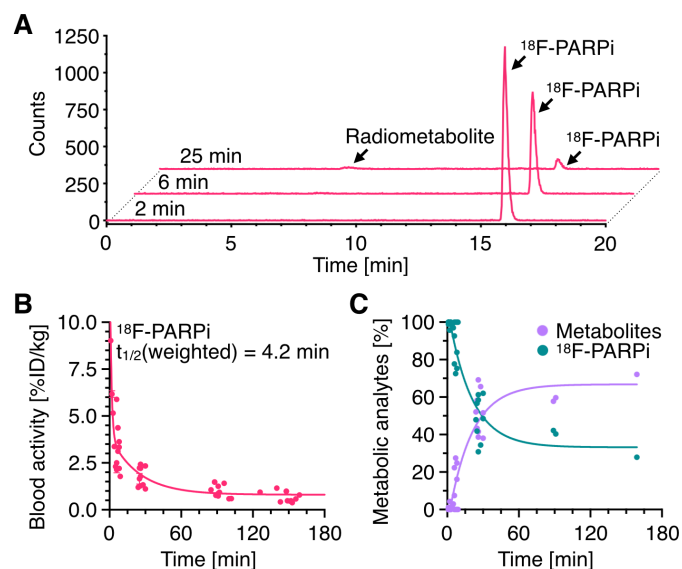 A
1250
1000
750
500
250
0
Counts
¹⁸F-PARPi
¹⁸F-PARPi
¹⁸F-PARPi
Radiometabolite
25 min
6 min
2 min
0 5 10 15 20
Time [min]
B
10.0
7.5
5.0
2.5
0.0
Blood activity [%ID/kg]
¹⁸F-PARPi
t₁/₂(weighted) = 4.2 min
0 60 120 180
Time [min]
C
100
80
60
40
20
0
Metabolic analytes [%]
Metabolites
¹⁸F-PARPi
0 60 120 180
Time [min]